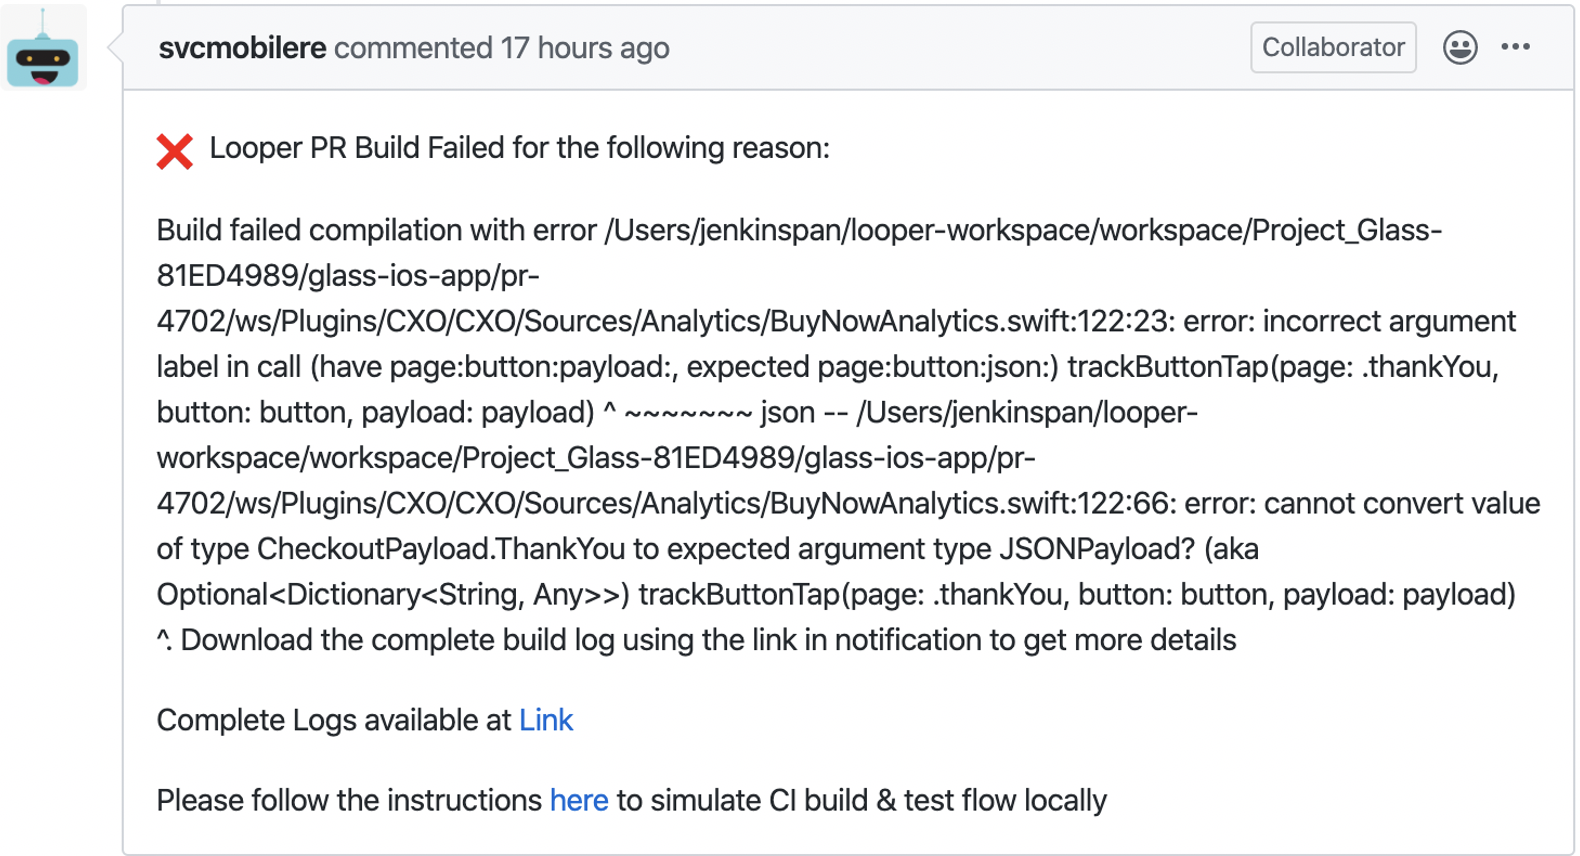 svcmobilere commented 17 hours ago Collaborator
Looper PR Build Failed for the following reason:
Build failed compilation with error /Users/jenkinspan/looper-workspace/workspace/Project_Glass-
81ED4989/glass-ios-app/pr-
4702/ws/Plugins/CXO/CXO/Sources/Analytics/BuyNowAnalytics.swift:122:23: error: incorrect argument
label in call (have page:button:payload:, expected page:button:json:) trackButtonTap(page: .thankYou,
button: button, payload: payload) ^ ~~~~~~~ json -- /Users/jenkinspan/looper-
workspace/workspace/Project_Glass-81ED4989/glass-ios-app/pr-
4702/ws/Plugins/CXO/CXO/Sources/Analytics/BuyNowAnalytics.swift:122:66: error: cannot convert value
of type CheckoutPayload.ThankYou to expected argument type JSONPayload? (aka
Optional<Dictionary<String, Any>>) trackButtonTap(page: .thankYou, button: button, payload: payload)
^. Download the complete build log using the link in notification to get more details
Complete Logs available at Link
Please follow the instructions here to simulate CI build & test flow locally